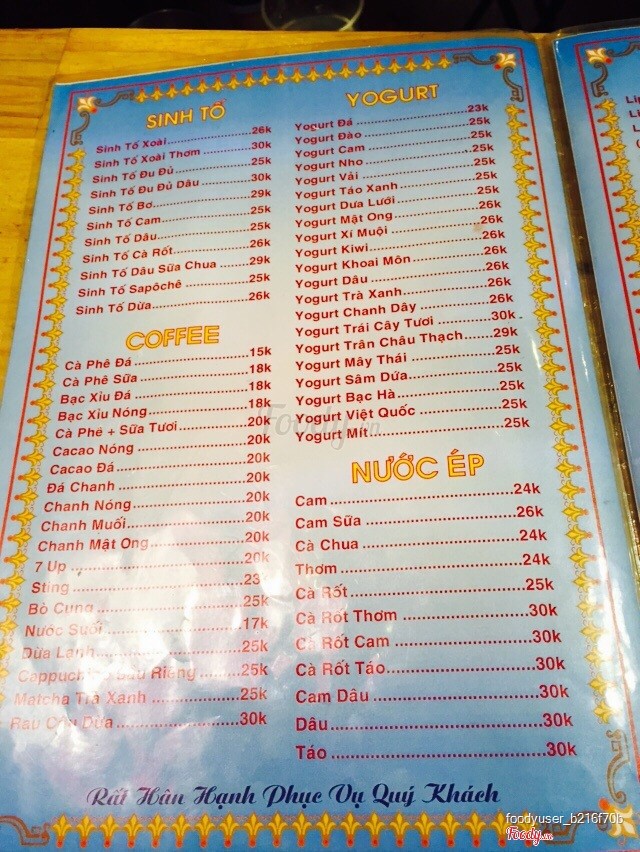 SINH TỐ
Sinh Tố Xoài 26k
Sinh Tố Xoài Thơm 30k
Sinh Tố Đu Đủ 25k
Sinh Tố Đu Đủ Dâu 30k
Sinh Tố Bơ 29k
Sinh Tố Cam 25k
Sinh Tố Dâu 25k
Sinh Tố Cà Rốt 26k
Sinh Tố Dâu Sữa Chua 29k
Sinh Tố Sapôchê 25k
Sinh Tố Dừa 26k
COFFEE
Cà Phê Đá 15k
Cà Phê Sữa 18k
Bạc Xỉu Đá 18k
Bạc Xỉu Nóng 18k
Cà Phê + Sữa Tươi 20k
Cacao Nóng 20k
Cacao Đá 20k
Đá Chanh 20k
Chanh Nóng 20k
Chanh Muối 20k
Chanh Mật Ong 20k
7 Up 20k
Sting 23k
Bò Cụng 25k
Nước Suối 17k
Dừa Lạnh 25k
Riêng 25k
Matcha Trà Xanh 25k
Rau Câu Dừa 30k
YOGURT
Yogurt Đá 23k
Yogurt Đào 25k
Yogurt Cam 25k
Yogurt Nho 25k
Yogurt Vải 25k
Yogurt Táo Xanh 25k
Yogurt Dưa Lưới 25k
Yogurt Mật Ong 26k
Yogurt Xí Muội 26k
Yogurt Kiwi 26k
Yogurt Khoai Môn 26k
Yogurt Dâu 26k
Yogurt Trà Xanh 26k
Yogurt Chanh Dây 26k
Yogurt Trái Cây Tươi 30k
Yogurt Trân Châu Thạch 29k
Yogurt Mây Thái 25k
Yogurt Sâm Dứa 25k
Yogurt Bạc Hà 25k
Yogurt Việt Quốc 25k
Yogurt Mít 25k
NƯỚC ÉP
Cam 24k
Cam Sữa 26k
Cà Chua 24k
Thơm 24k
Cà Rốt 25k
Cà Rốt Thơm 30k
Cà Rốt Cam 30k
Cà Rốt Táo 30k
Cam Dâu 30k
Dâu 30k
Táo 30k
Rất Hân Hạnh Phục Vụ Quý Khách
Foody.vn
foodyuser_b216f70b
Foody.vn